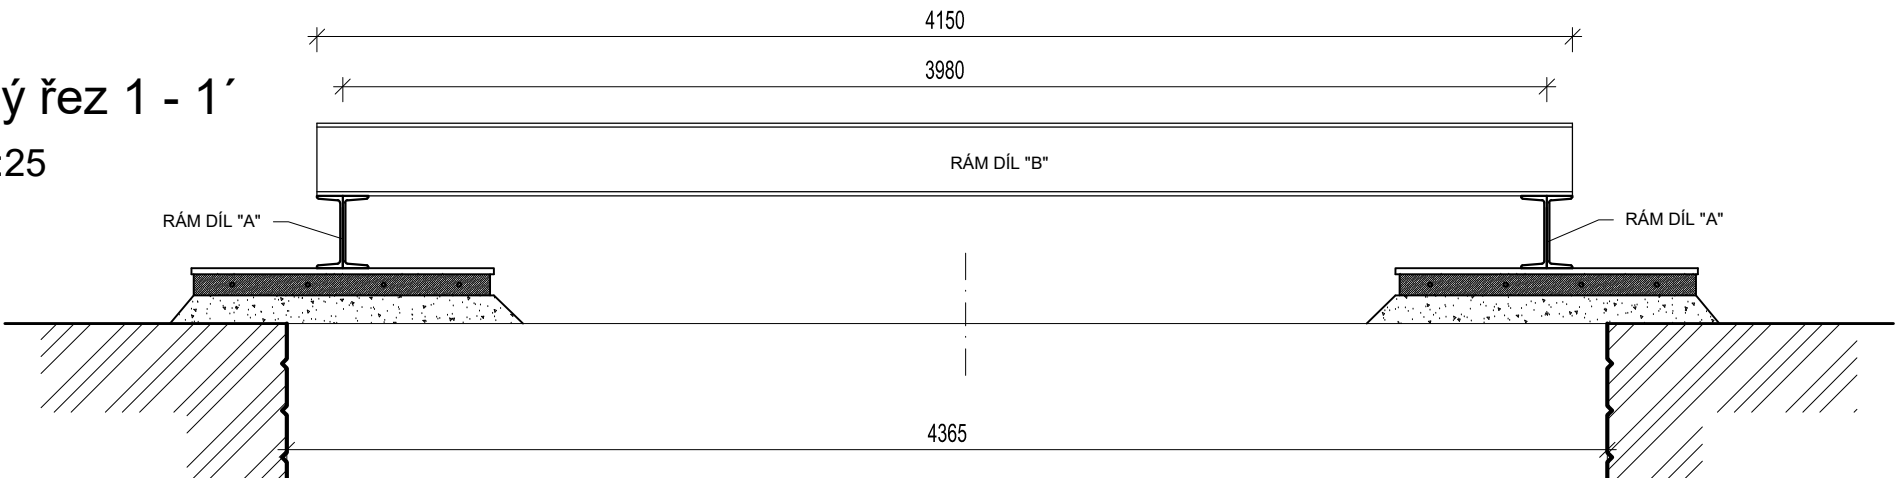 4150
3980
ý řez 1 - 1´
:25
RÁM DÍL "B"
RÁM DÍL "A"
RÁM DÍL "A"
4365